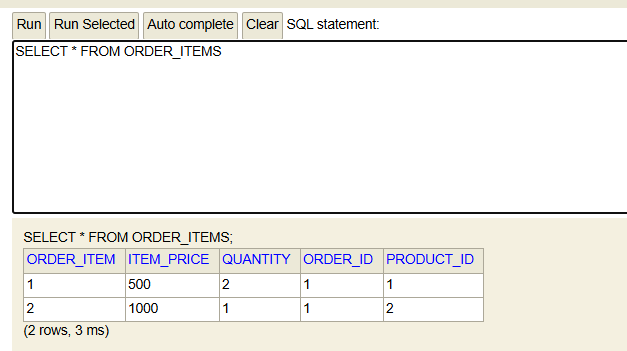 Run Run Selected Auto complete Clear SQL statement:
SELECT * FROM ORDER_ITEMS
SELECT * FROM ORDER_ITEMS;
ORDER_ITEM ITEM_PRICE QUANTITY ORDER_ID PRODUCT_ID
1 500 2 1 1
2 1000 1 1 2
(2 rows, 3 ms)